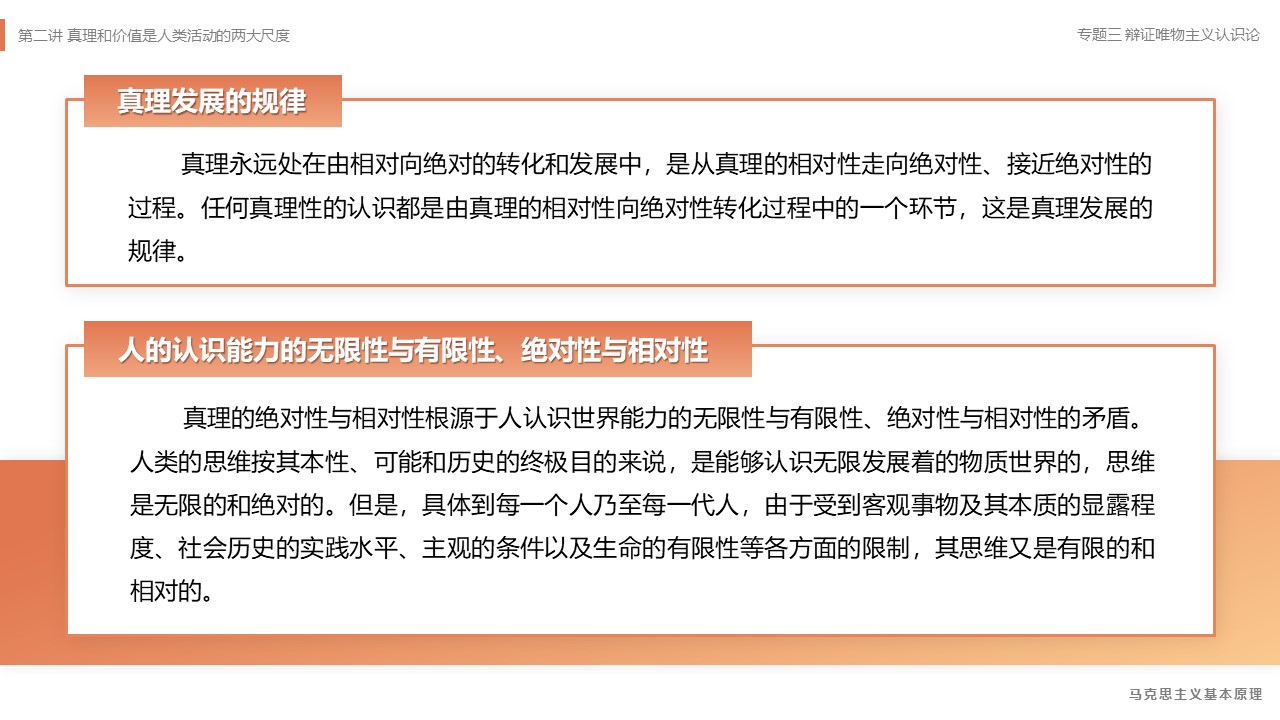 第二讲 真理和价值是人类活动的两大尺度
专题三 辩证唯物主义认识论
真理发展的规律
真理永远处在由相对向绝对的转化和发展中，是从真理的相对性走向绝对性、接近绝对性的
过程。任何真理性的认识都是由真理的相对性向绝对性转化过程中的一个环节，这是真理发展的
规律。
人的认识能力的无限性与有限性、绝对性与相对性
真理的绝对性与相对性根源于人认识世界能力的无限性与有限性、绝对性与相对性的矛盾。
人类的思维按其本性、可能和历史的终极目的来说，是能够认识无限发展着的物质世界的，思维
是无限的和绝对的。但是，具体到每一个人乃至每一代人，由于受到客观事物及其本质的显露程
度、社会历史的实践水平、主观的条件以及生命的有限性等各方面的限制，其思维又是有限的和
相对的。
马克思主义基本原理